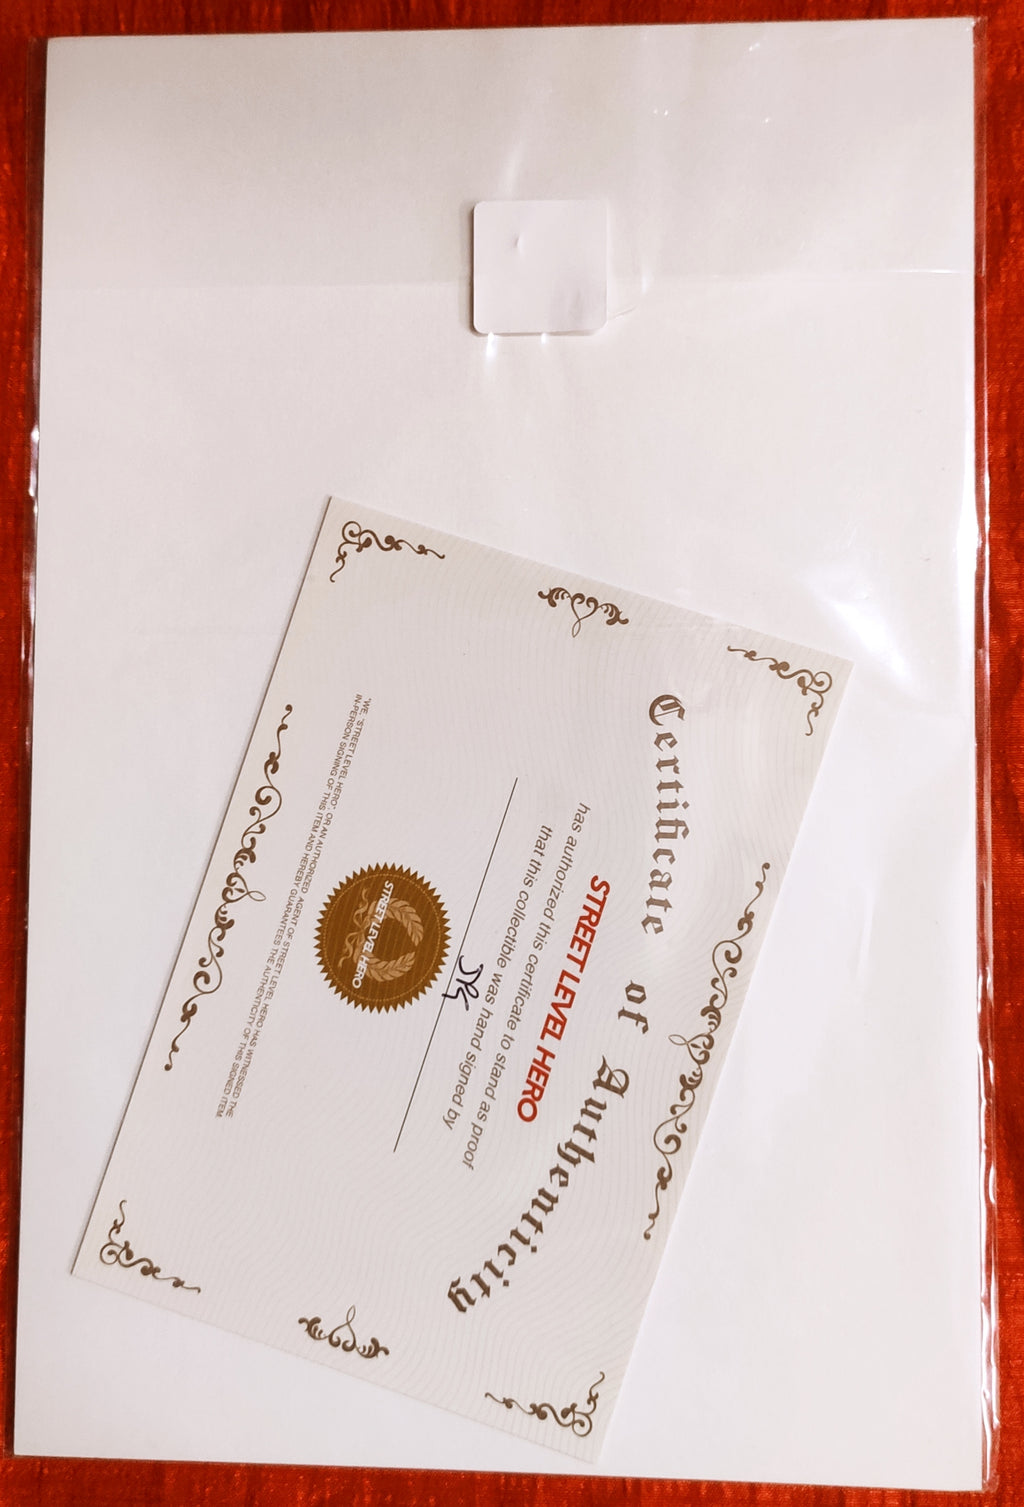 Certificate of Authenticity
STREET LEVEL HERO
has authorized this certificate to stand as proof
that this collectible was hand signed by
STREET LEVEL HERO
"WE, "STREET LEVEL HERO", OR AN AUTHORIZED AGENT OF STREET LEVEL HERO HAS WITNESSED THE
IN-PERSON SIGNING OF THIS ITEM AND HEREBY GUARANTEES THE AUTHENTICITY OF THIS SIGNED ITEM.